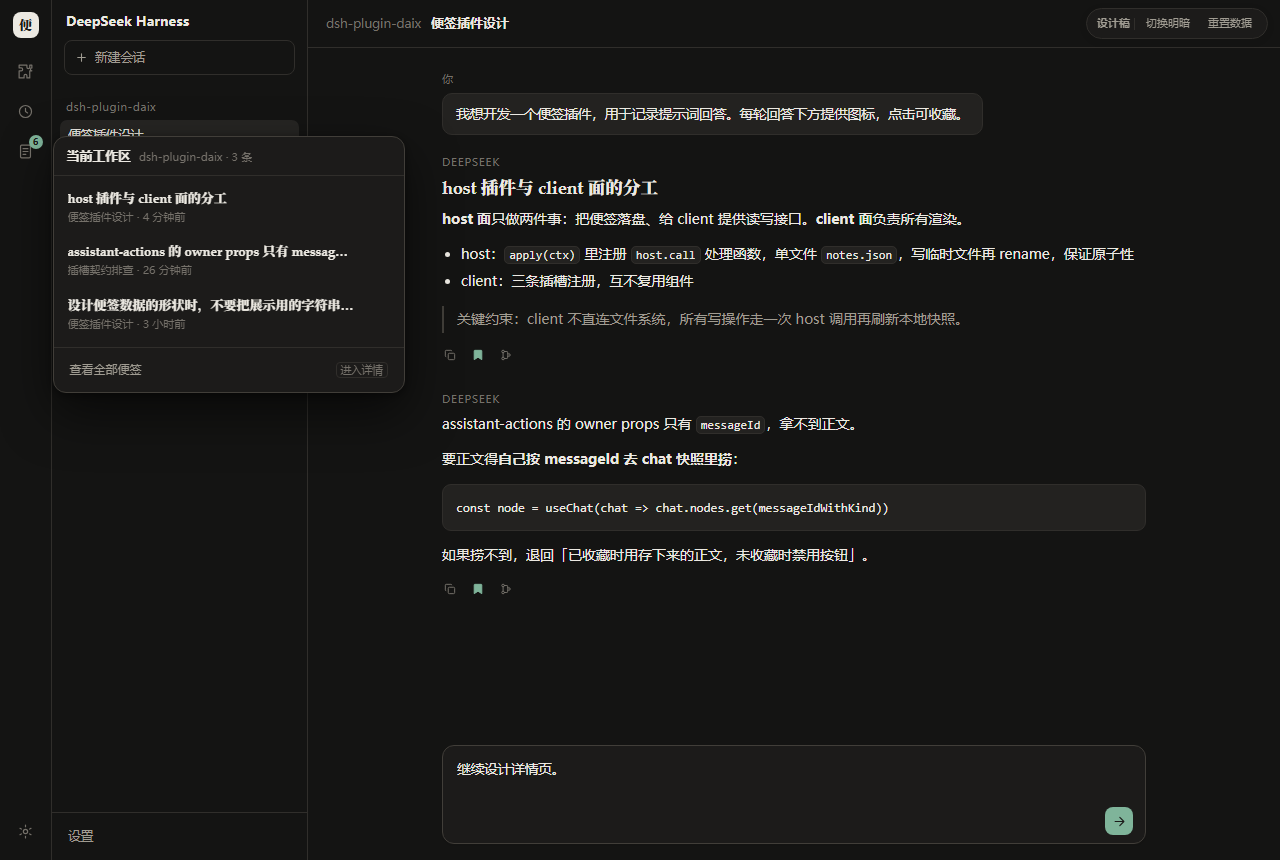 便
DeepSeek Harness
+ 新建会话
dsh-plugin-daix
便签插件设计
6
当前工作区 dsh-plugin-daix · 3 条
host 插件与 client 面的分工
便签插件设计 · 4 分钟前
assistant-actions 的 owner props 只有 messag…
插槽契约排查 · 26 分钟前
设计便签数据的形状时，不要把展示用的字符串…
便签插件设计 · 3 小时前
查看全部便签 进入详情
设置
dsh-plugin-daix 便签插件设计
设计稿 切换明暗 重置数据
你
我想开发一个便签插件，用于记录提示词回答。每轮回答下方提供图标，点击可收藏。
DEEPSEEK
host 插件与 client 面的分工
host 面只做两件事：把便签落盘、给 client 提供读写接口。client 面负责所有渲染。
• host：apply(ctx) 里注册 host.call 处理函数，单文件 notes.json，写临时文件再 rename，保证原子性
• client：三条插槽注册，互不复用组件
关键约束：client 不直连文件系统，所有写操作走一次 host 调用再刷新本地快照。
DEEPSEEK
assistant-actions 的 owner props 只有 messageId，拿不到正文。
要正文得自己按 messageId 去 chat 快照里捞：
const node = useChat(chat => chat.nodes.get(messageIdWithKind))
如果捞不到，退回「已收藏时用存下来的正文，未收藏时禁用按钮」。
继续设计详情页。